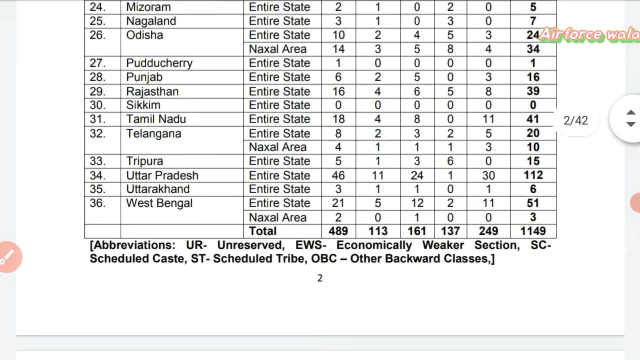 Airforce wala
24. Mizoram Entire State 2 1 0 2 0 5
25. Nagaland Entire State 3 1 0 3 0 7
26. Odisha Entire State 10 2 4 5 3 24
Naxal Area 14 3 5 8 4 34
27. Pudducherry Entire State 1 0 0 0 0 1
28. Punjab Entire State 6 2 5 0 3 16
29. Rajasthan Entire State 16 4 6 5 8 39
30. Sikkim Entire State 0 0 0 0 0 0
31. Tamil Nadu Entire State 18 4 8 0 11 41
32. Telangana Entire State 8 2 3 2 5 20
Naxal Area 4 1 1 1 3 10
33. Tripura Entire State 5 1 3 6 0 15
34. Uttar Pradesh Entire State 46 11 24 1 30 112
35. Uttarakhand Entire State 3 1 1 0 1 6
36. West Bengal Entire State 21 5 12 2 11 51
Naxal Area 2 0 1 0 0 3
Total 489 113 161 137 249 1149
[Abbreviations: UR- Unreserved, EWS- Economically Weaker Section, SC-
Scheduled Caste, ST- Scheduled Tribe, OBC – Other Backward Classes,]
2
2/42